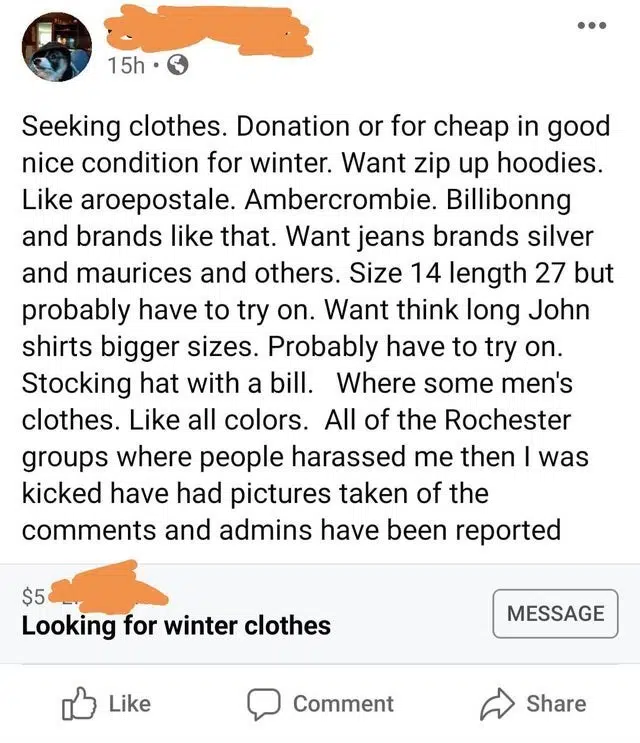 15h
Seeking clothes. Donation or for cheap in good
nice condition for winter. Want zip up hoodies.
Like aroepostale. Ambercrombie. Billibonng
and brands like that. Want jeans brands silver
and maurices and others. Size 14 length 27 but
probably have to try on. Want think long John
shirts bigger sizes. Probably have to try on.
Stocking hat with a bill.   Where some men's
clothes. Like all colors.  All of the Rochester
groups where people harassed me then I was
kicked have had pictures taken of the
comments and admins have been reported
$5
Looking for winter clothes
MESSAGE
Like
Comment
Share